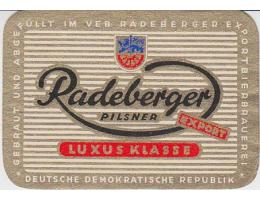 GEBRAUT UND ABGEFÜLLT IM VEB RADEBERGER EXPORTBIERBRAUEREI
Radeberger
PILSNER
EXPORT
LUXUS KLASSE
DEUTSCHE DEMOKRATISCHE REPUBLIK